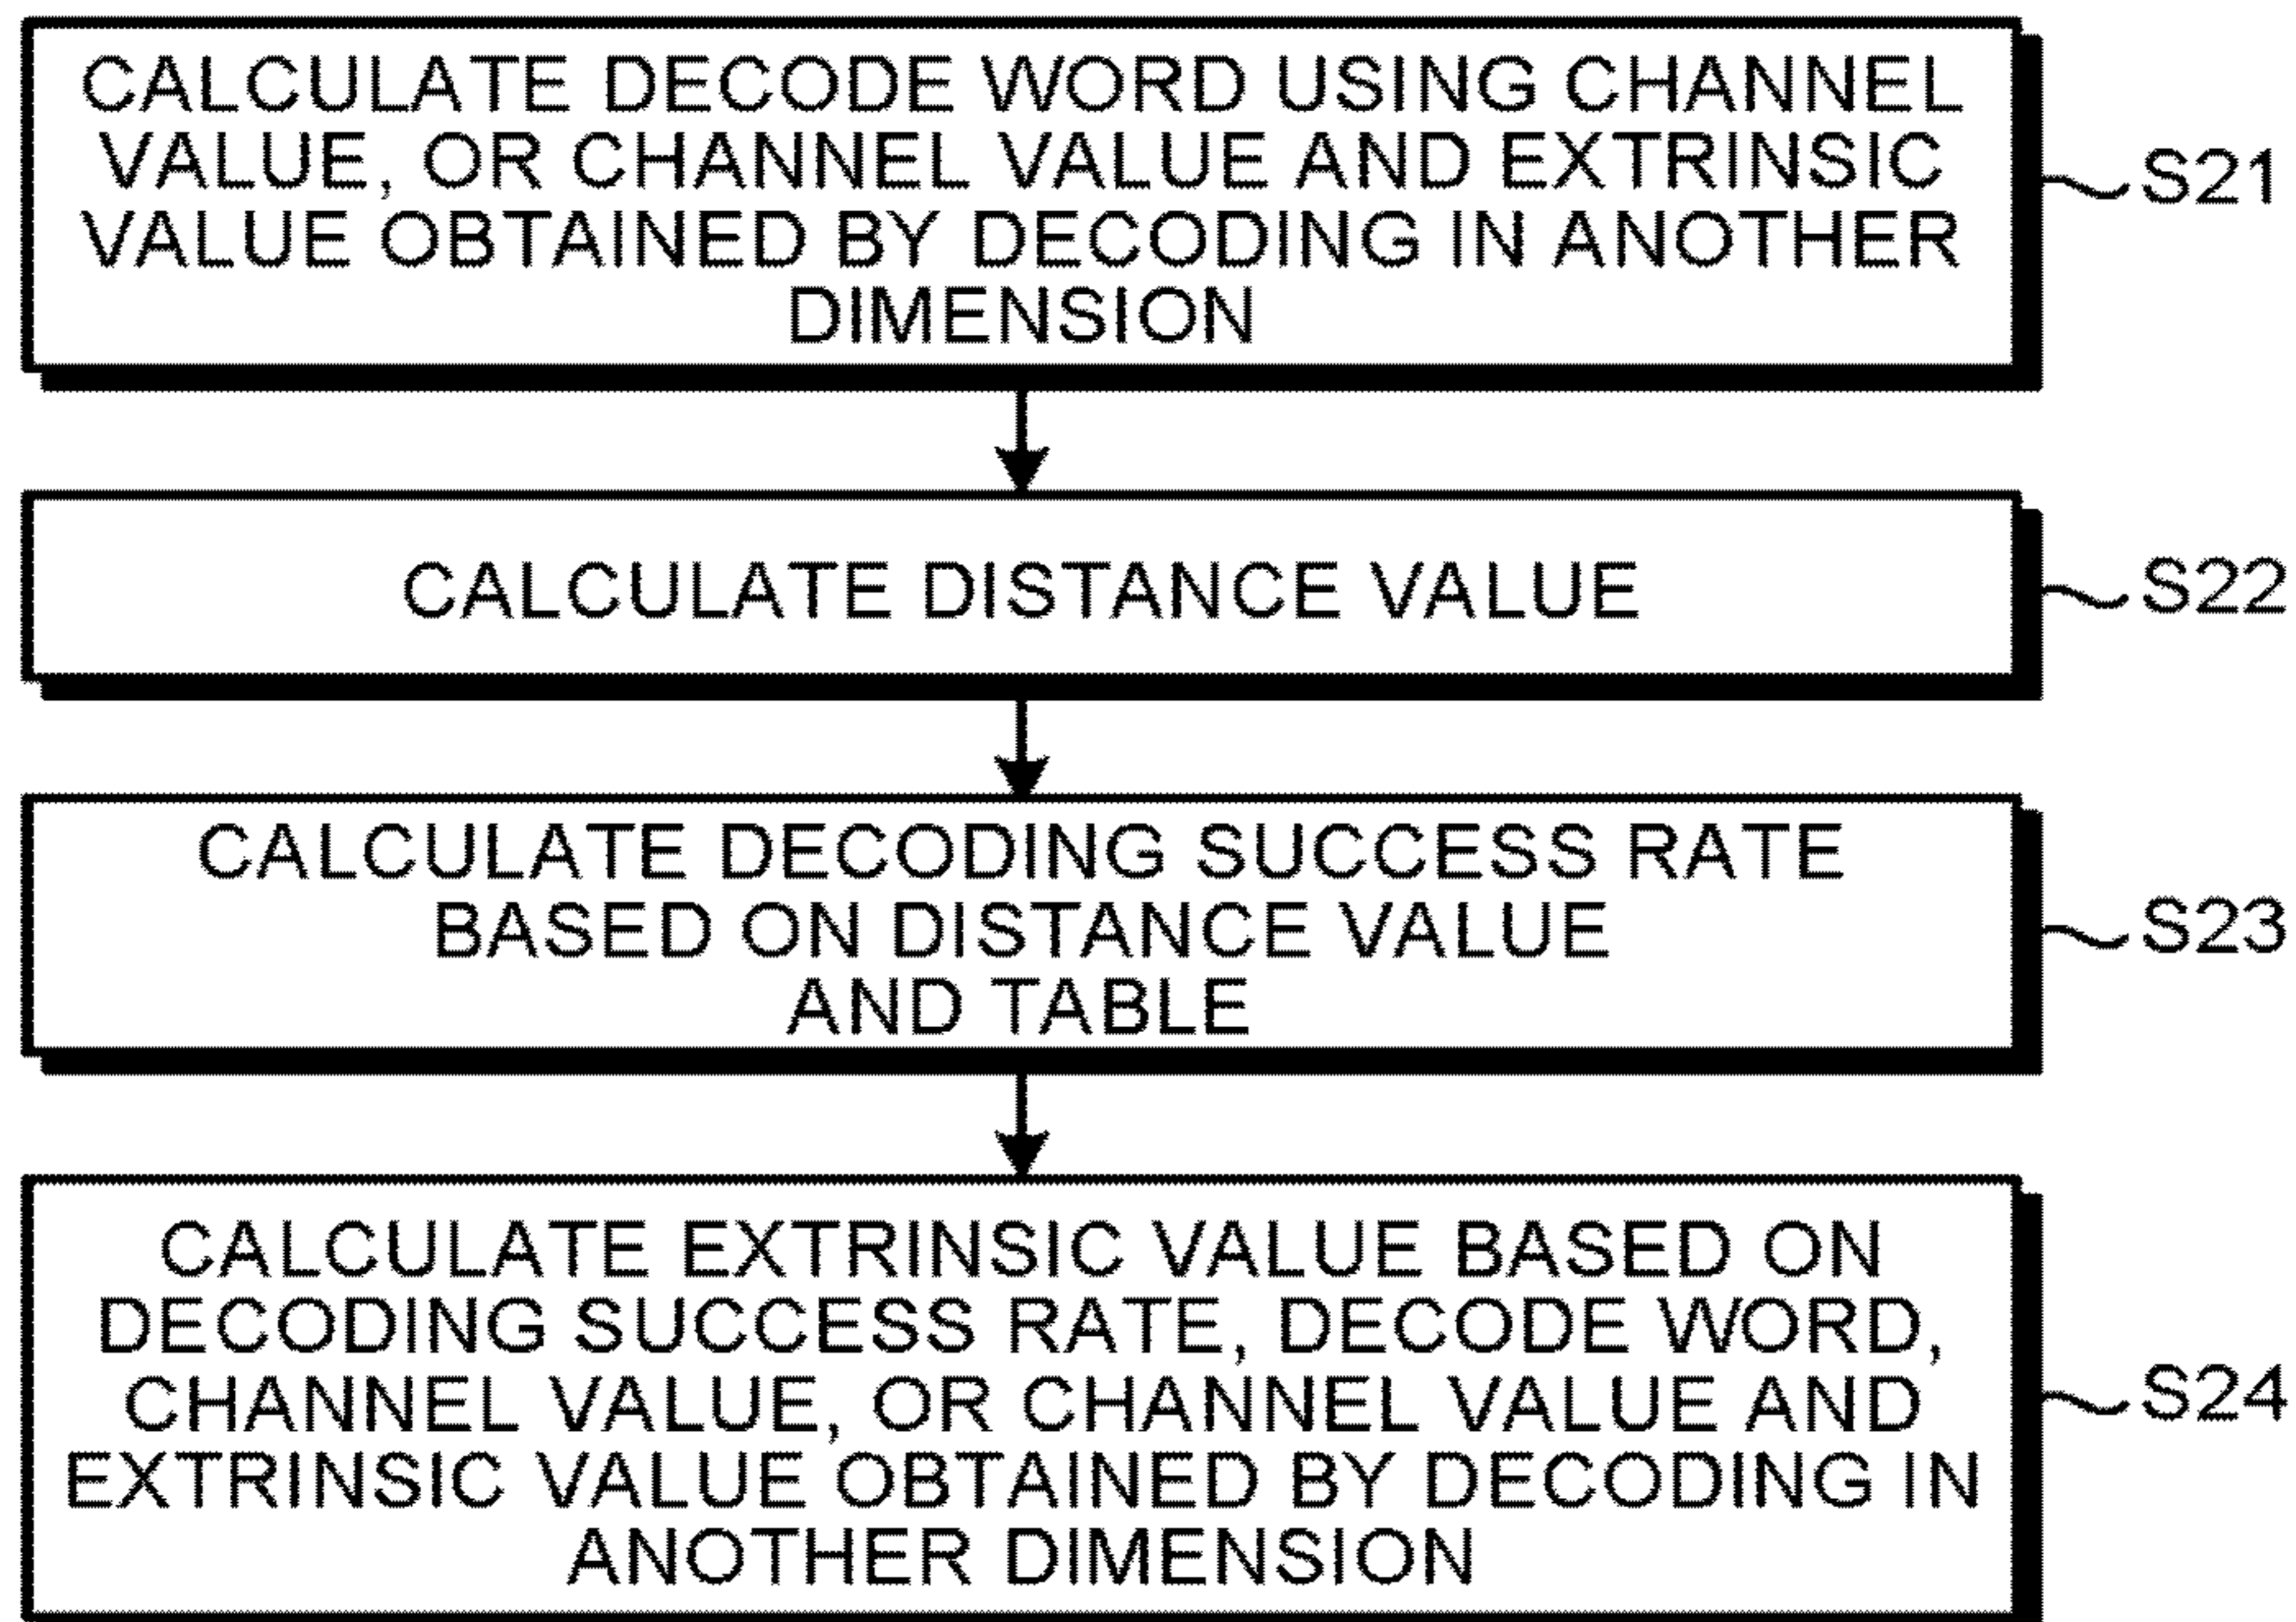 CALCULATE DECODE WORD USING CHANNEL
VALUE, OR CHANNEL VALUE AND EXTRINSIC
VALUE OBTAINED BY DECODING IN ANOTHER
DIMENSION
S21
CALCULATE DISTANCE VALUE
S22
CALCULATE DECODING SUCCESS RATE
BASED ON DISTANCE VALUE
AND TABLE
S23
CALCULATE EXTRINSIC VALUE BASED ON
DECODING SUCCESS RATE, DECODE WORD,
CHANNEL VALUE, OR CHANNEL VALUE AND
EXTRINSIC VALUE OBTAINED BY DECODING IN
ANOTHER DIMENSION
S24